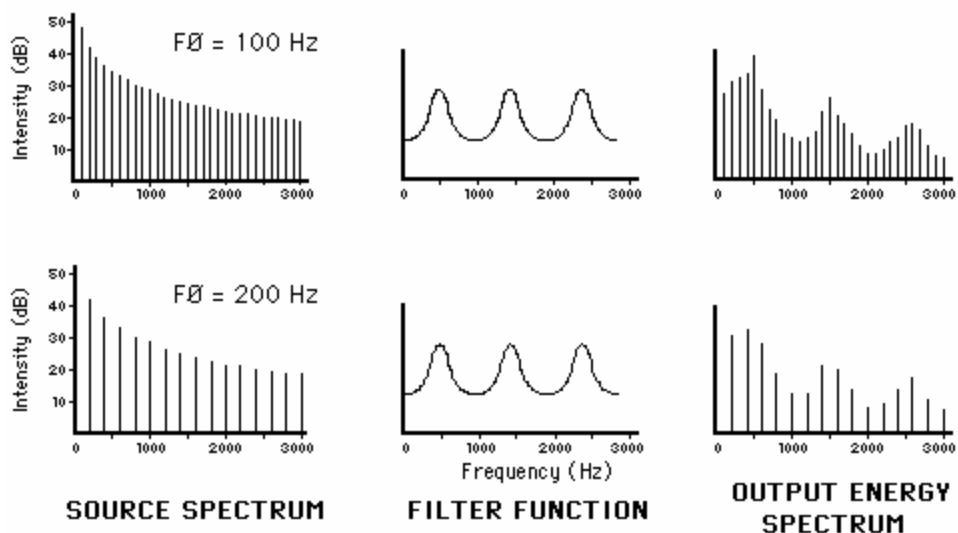 50
40
30
20
10
Intensity (dB)
FØ = 100 Hz
0 1000 2000 3000
0 1000 2000 3000
0 1000 2000 3000
50
40
30
20
10
Intensity (dB)
FØ = 200 Hz
0 1000 2000 3000
0 1000 2000 3000
0 1000 2000 3000
Frequency (Hz)
SOURCE SPECTRUM
FILTER FUNCTION
OUTPUT ENERGY
SPECTRUM